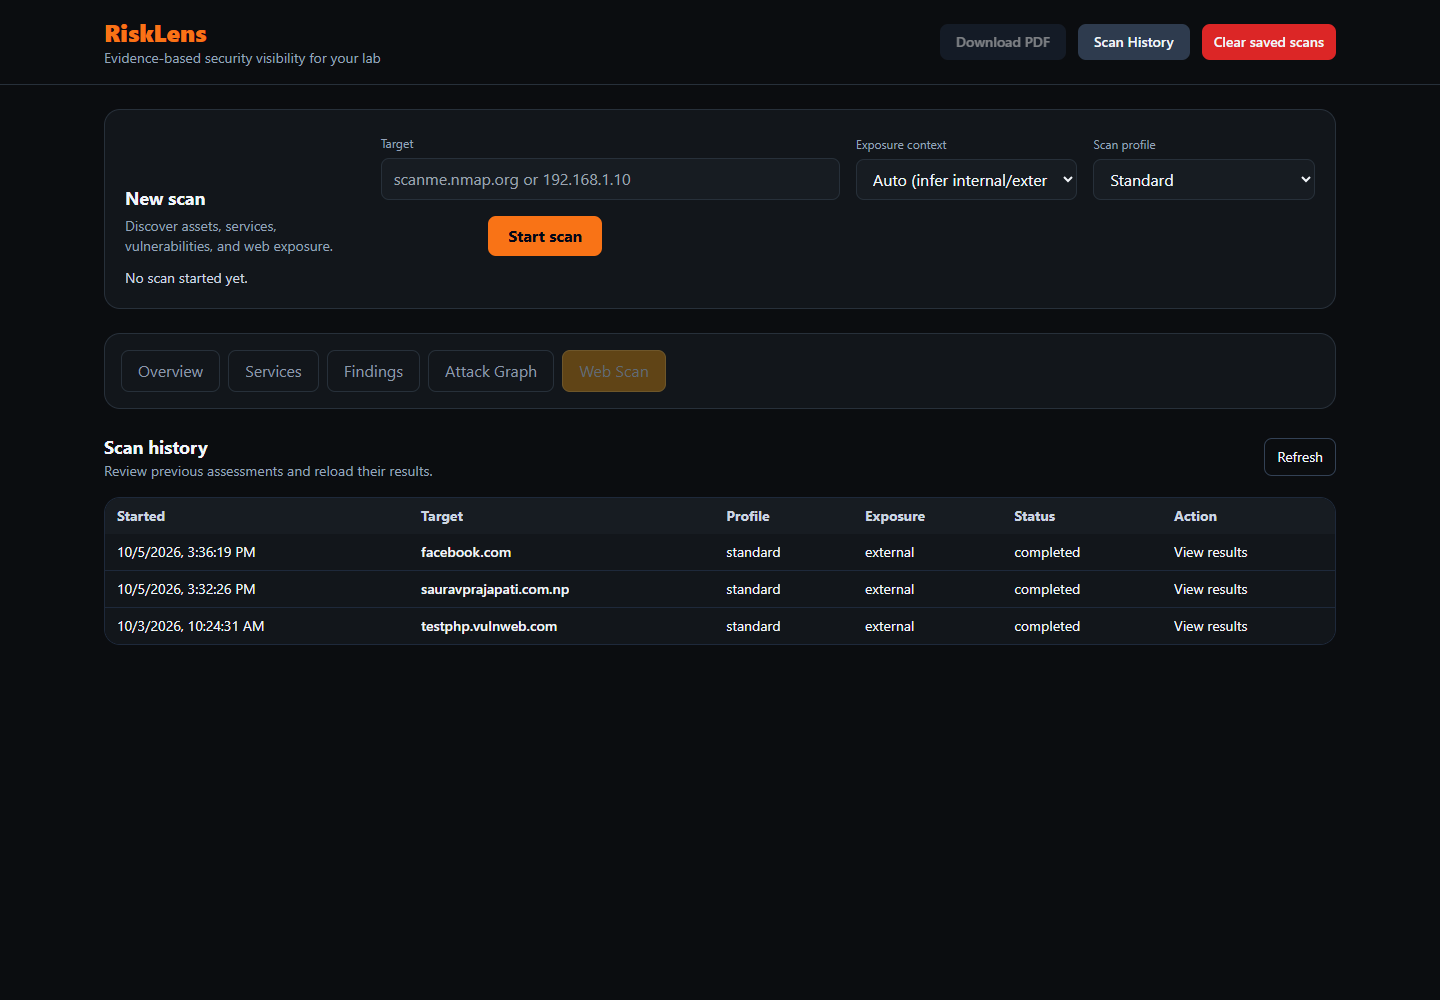 RiskLens
Evidence-based security visibility for your lab
Download PDF
Scan History
Clear saved scans
New scan
Discover assets, services,
vulnerabilities, and web exposure.
No scan started yet.
Target
scanme.nmap.org or 192.168.1.10
Exposure context
Auto (infer internal/exter
Scan profile
Standard
Start scan
Overview
Services
Findings
Attack Graph
Web Scan
Scan history
Review previous assessments and reload their results.
Refresh
Started Target Profile Exposure Status Action
10/5/2026, 3:36:19 PM facebook.com standard external completed View results
10/5/2026, 3:32:26 PM sauravprajapati.com.np standard external completed View results
10/3/2026, 10:24:31 AM testphp.vulnweb.com standard external completed View results